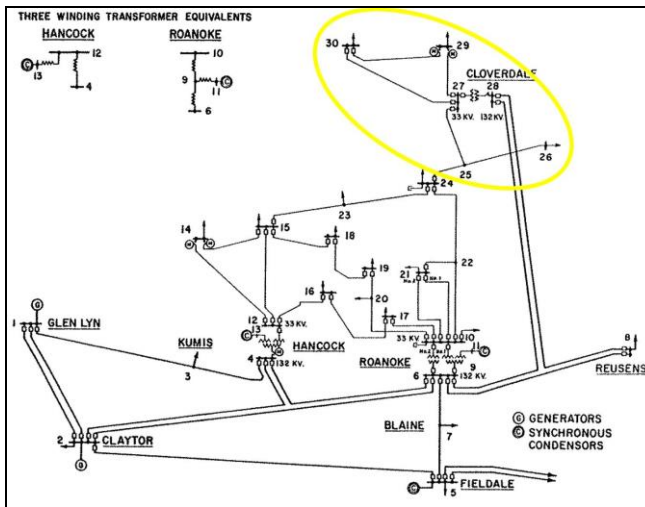 THREE WINDING TRANSFORMER EQUIVALENTS
HANCOCK
ROANOKE
12
13
C
4
10
9
C
11
6
30
29
CLOVERDALE
27
28
33 KV.
132 KV.
26
25
24
23
14
15
18
22
19
21
16
20
17
G
1
GLEN LYN
KUMIS
3
12
33 KV.
13
C
HANCOCK
4
132 KV.
33 KV.
10
ROANOKE
11
C
9
6
132 KV.
8
REUSENS
BLAINE
7
2
CLAYTOR
G
C
5
FIELDALE
G GENERATORS
C SYNCHRONOUS
CONDENSORS